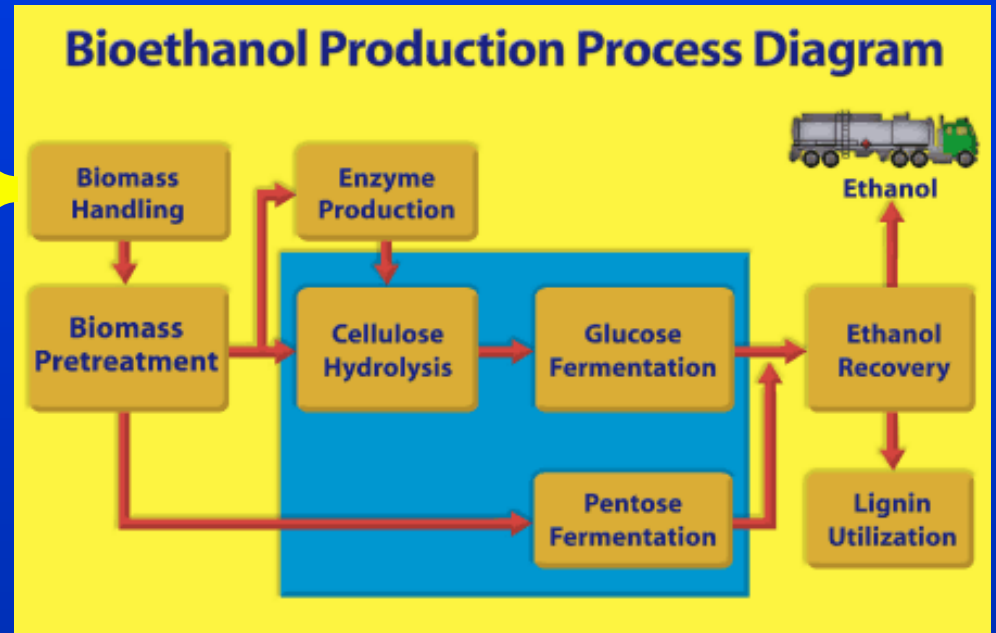 Bioethanol Production Process Diagram
Biomass
Handling
Enzyme
Production
Ethanol
Biomass
Pretreatment
Cellulose
Hydrolysis
Glucose
Fermentation
Ethanol
Recovery
Pentose
Fermentation
Lignin
Utilization